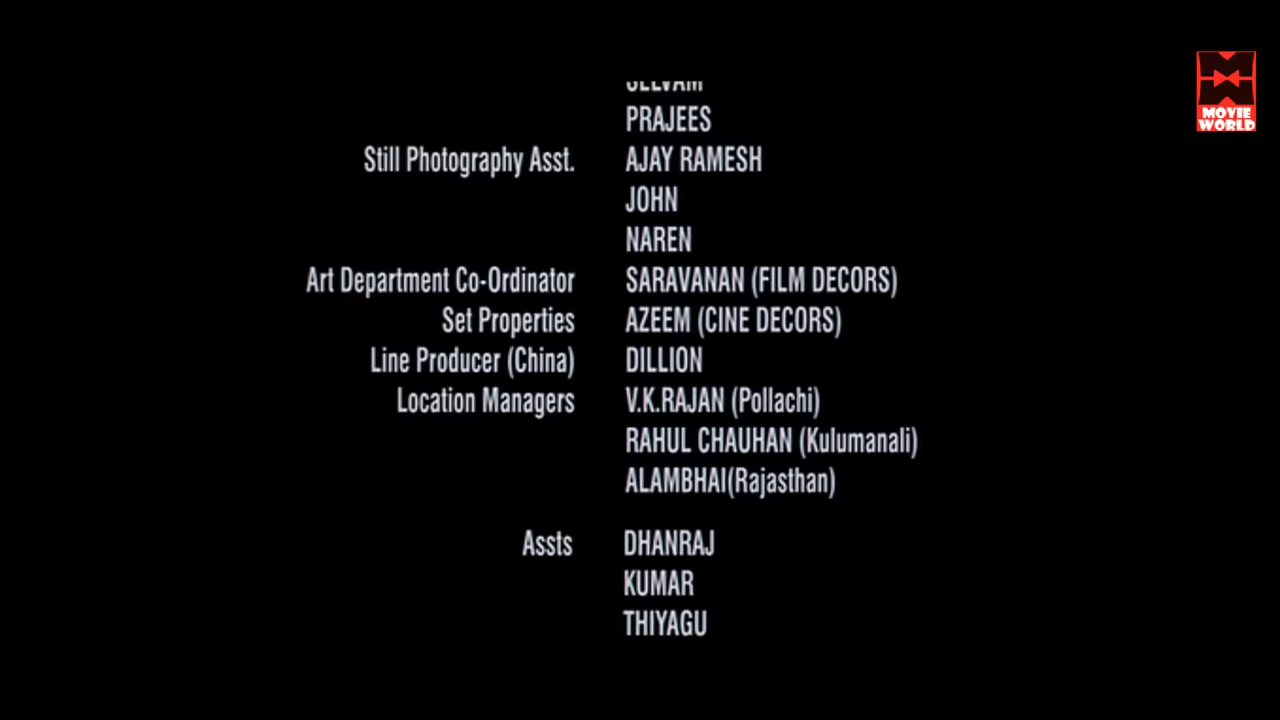 PRAJEES
Still Photography Asst. AJAY RAMESH
JOHN
NAREN
Art Department Co-Ordinator SARAVANAN (FILM DECORS)
Set Properties AZEEM (CINE DECORS)
Line Producer (China) DILLION
Location Managers V.K.RAJAN (Pollachi)
RAHUL CHAUHAN (Kulumanali)
ALAMBHAI(Rajasthan)
Assts DHANRAJ
KUMAR
THIYAGU
MOVIE
WORLD